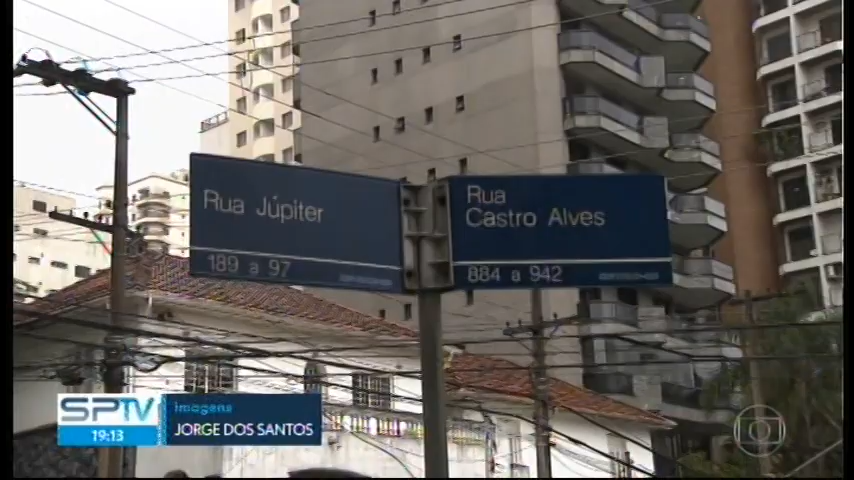 Rua Júpiter
189 a 97
Rua
Castro Alves
884 a 942
SPTV
19:13
Imagens
JORGE DOS SANTOS